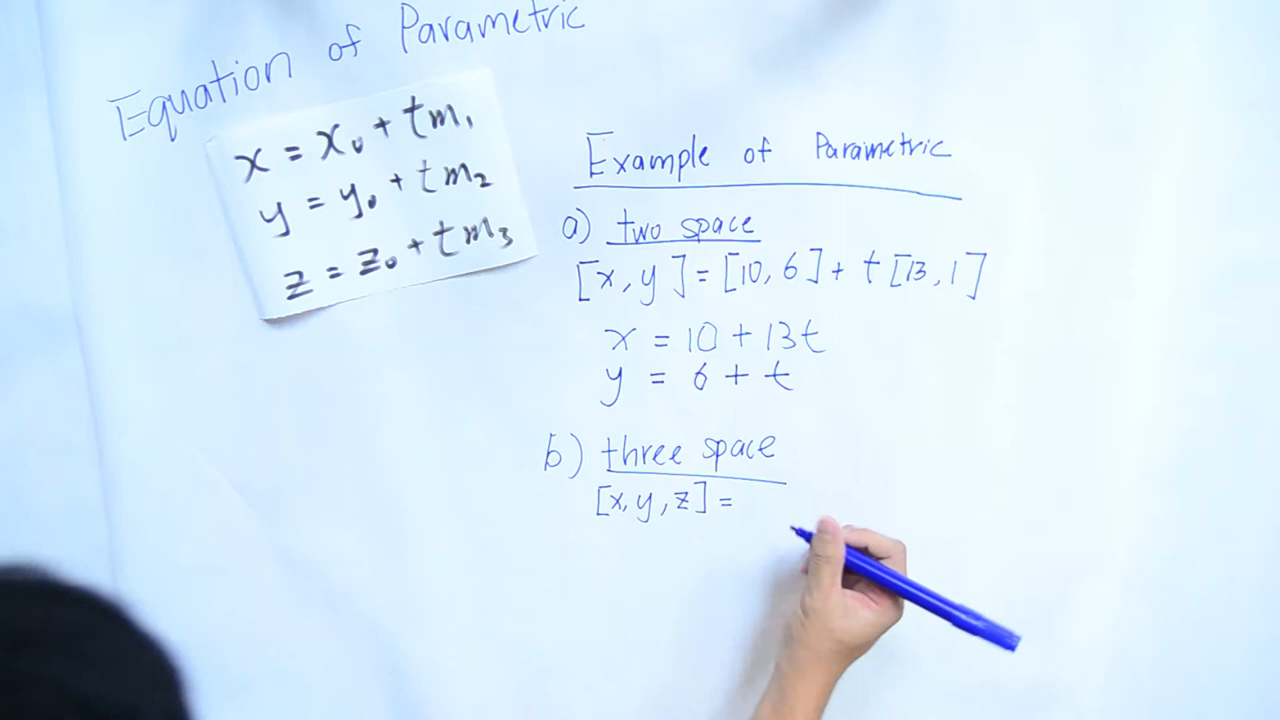 Equation of Parametric
x = x₀ + tm₁
y = y₀ + tm₂
z = z₀ + tm₃
Example of Parametric
a) two space
[x, y] = [10, 6] + t [13, 1]
x = 10 + 13t
y = 6 + t
b) three space
[x, y, z] =